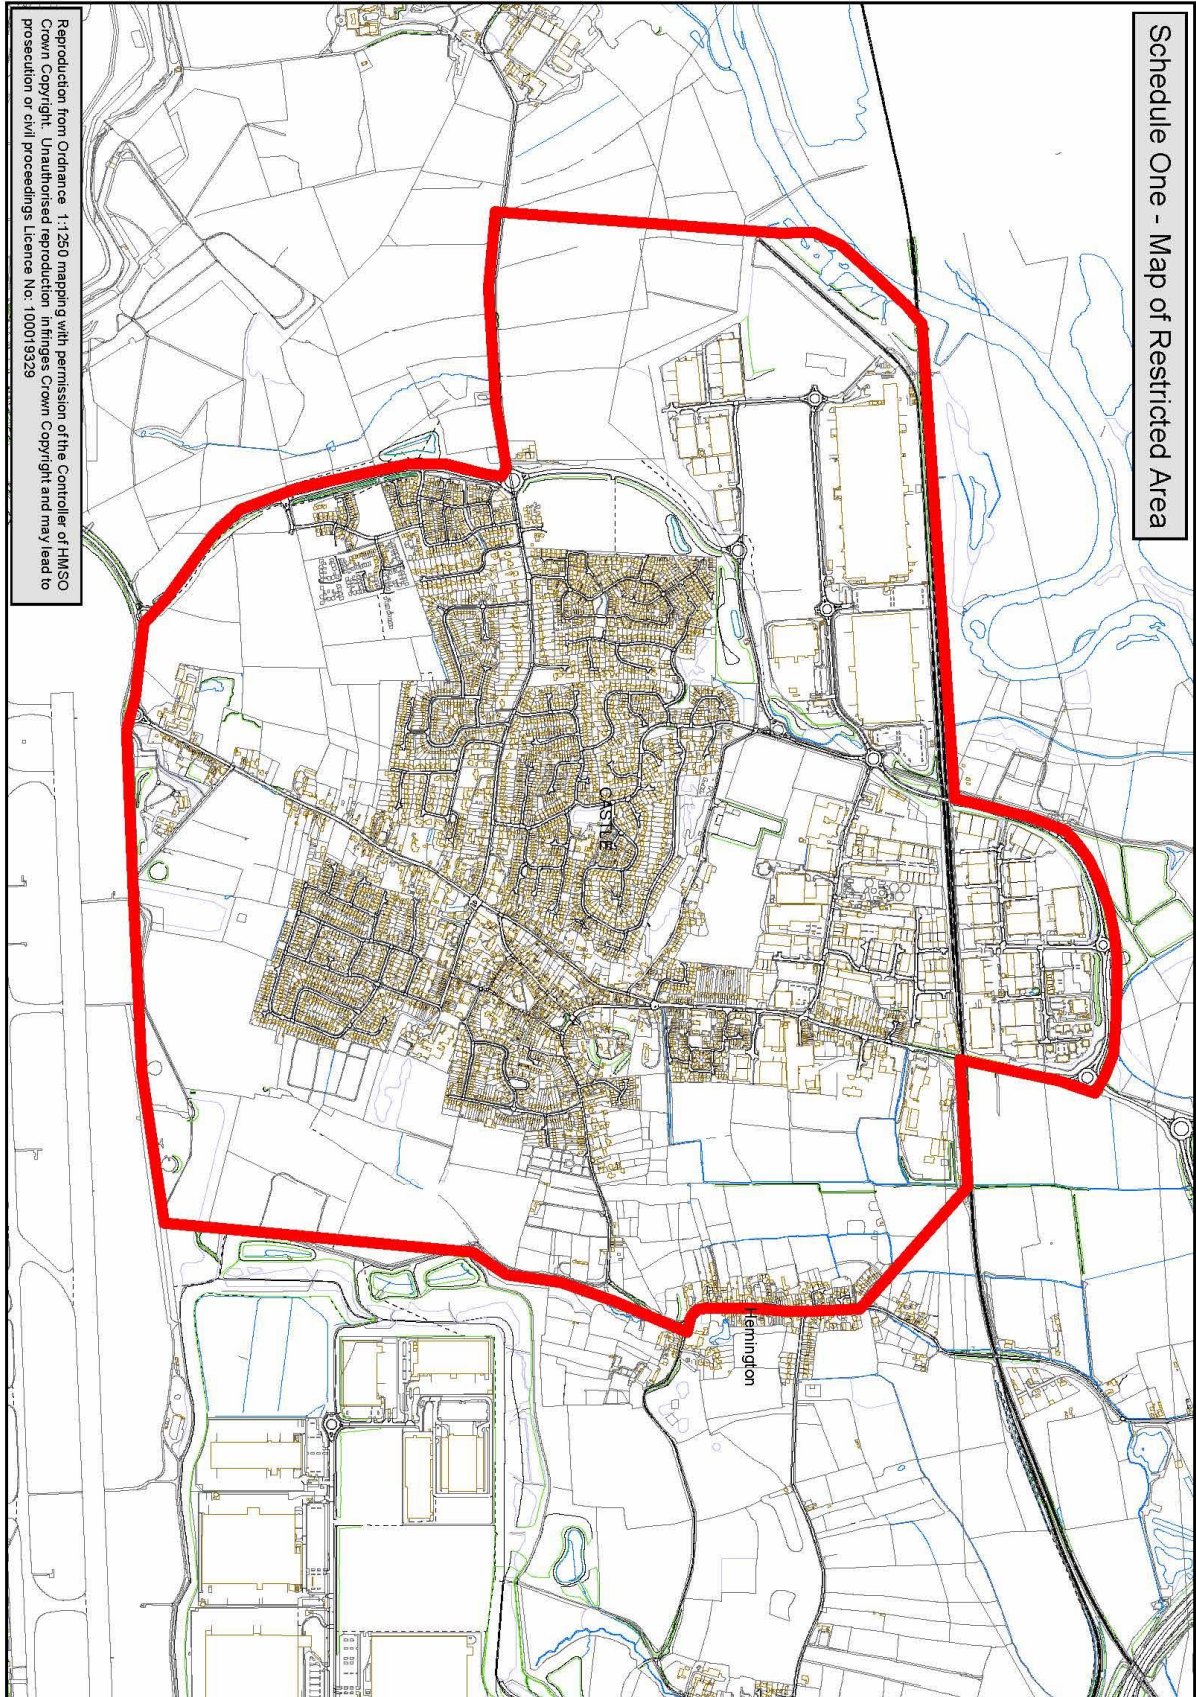 Schedule One - Map of Restricted Area
CASTLE
Hemington
Reproduction from Ordnance 1:1250 mapping with permission of the Controller of HMSO
Crown Copyright. Unauthorised reproduction infringes Crown Copyright and may lead to
prosecution or civil proceedings Licence No: 100019329